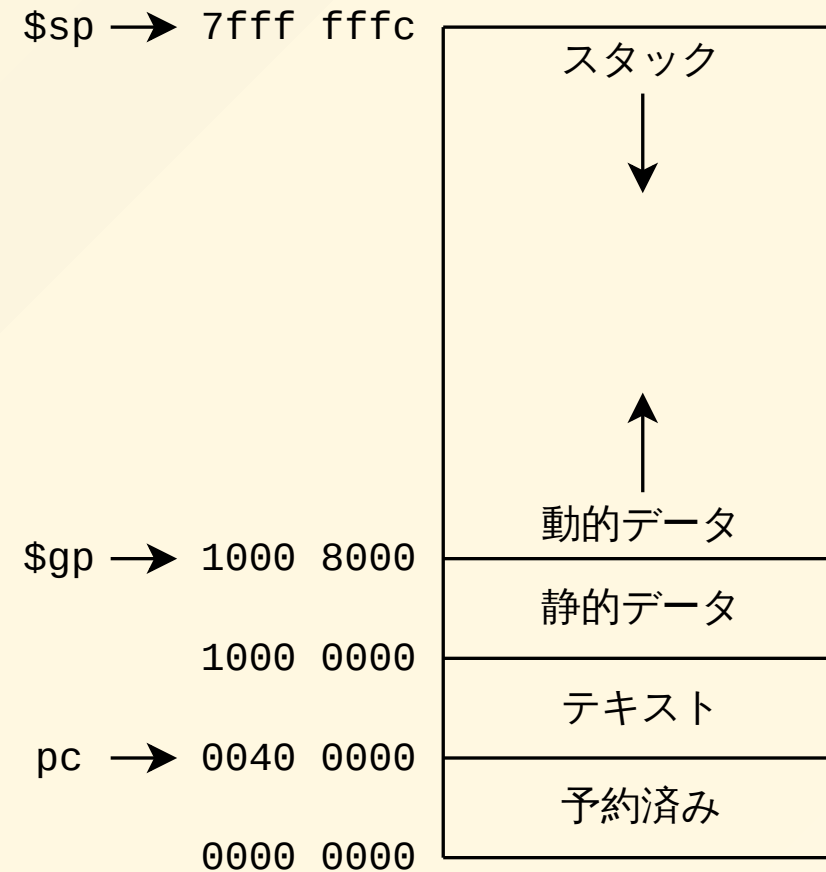 $sp 7fff fffc
スタック
動的データ
$gp 1000 8000
静的データ
1000 0000
テキスト
pc 0040 0000
予約済み
0000 0000